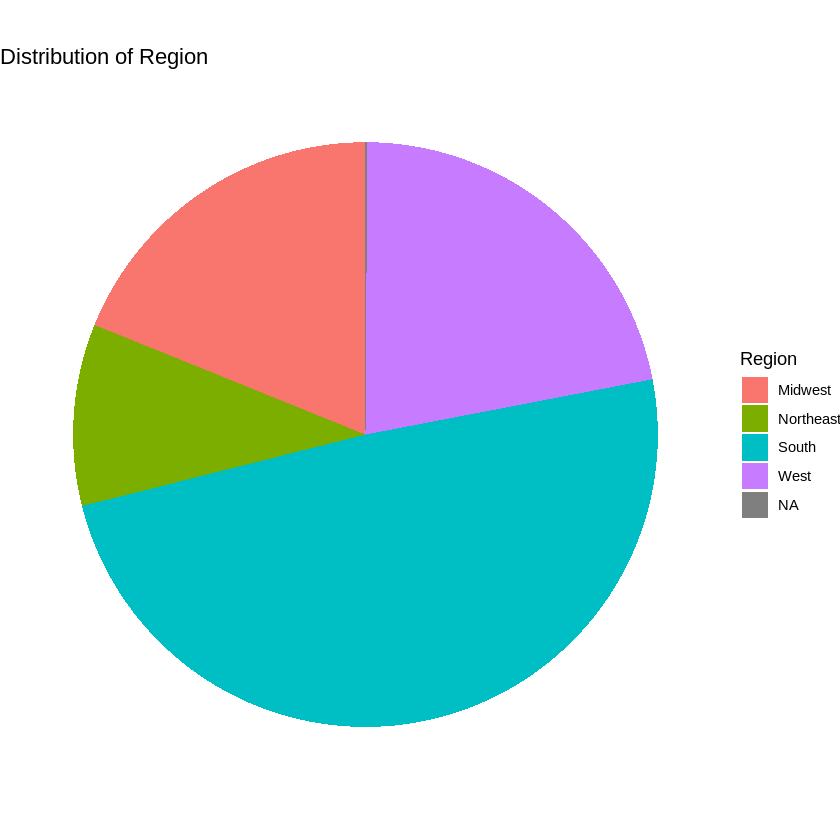 Distribution of Region
Region
Midwest
Northeast
South
West
NA